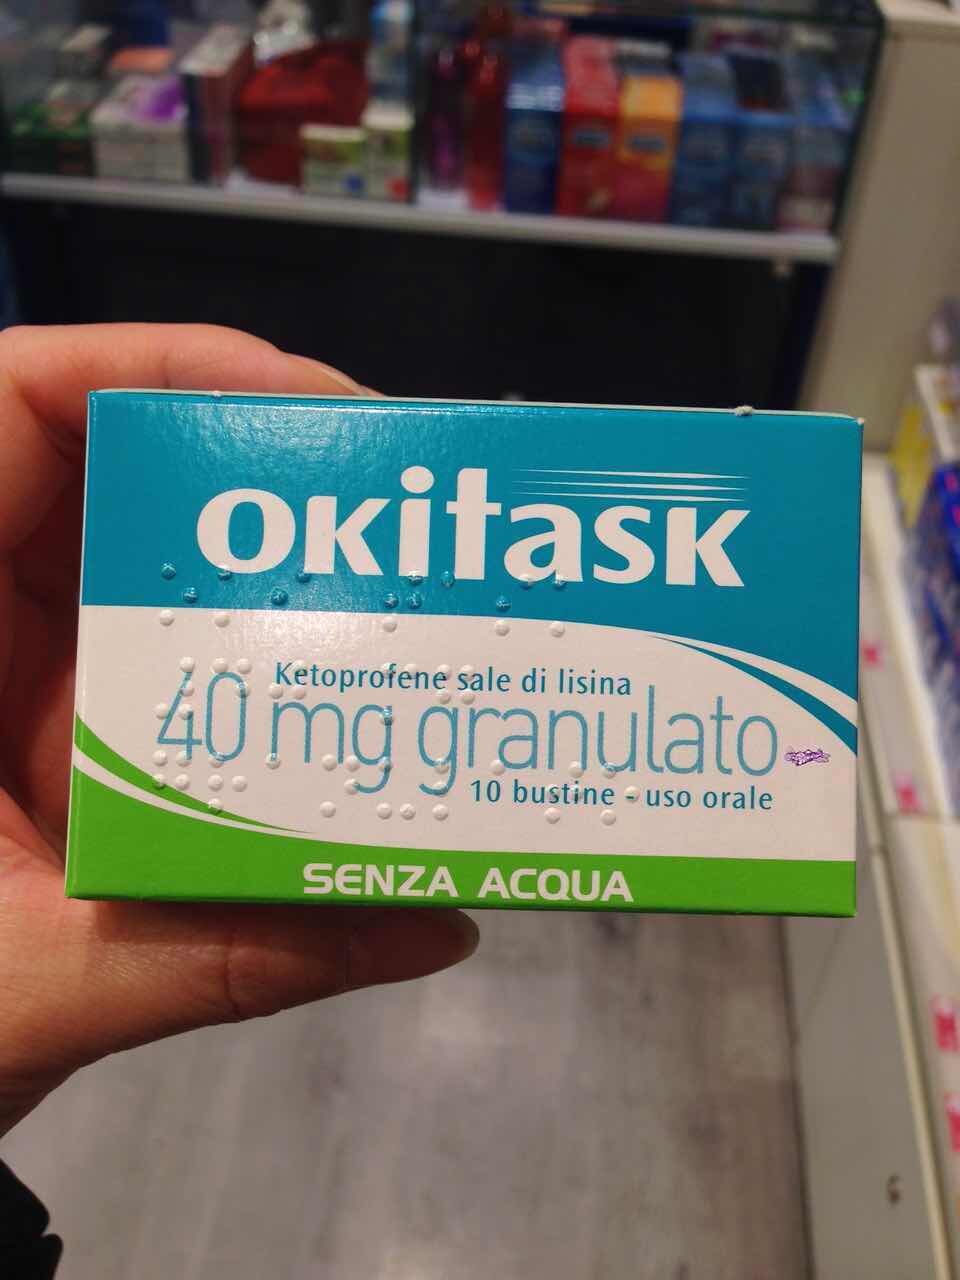 OKitask
Ketoprofene sale di lisina
40 mg granulato
10 bustine - uso orale
SENZA ACQUA